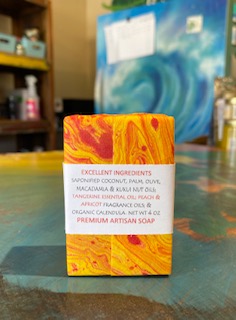 EXCELLENT INGREDIENTS
SAPONIFIED COCONUT, PALM, OLIVE,
MACADAMIA & KUKUI NUT OILS;
TANGERINE ESSENTIAL OIL; PEACH &
APRICOT FRAGRANCE OILS; &
ORGANIC CALENDULA. NET WT 4 OZ
PREMIUM ARTISAN SOAP